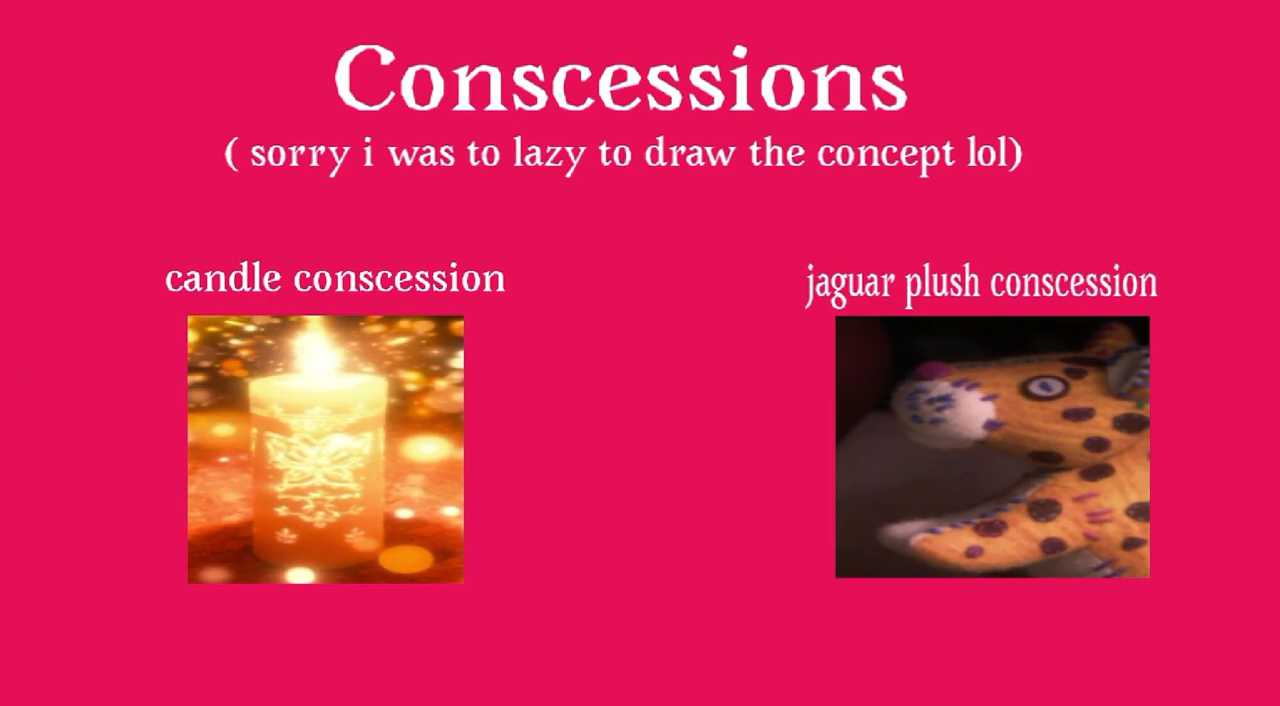 Conscessions
( sorry i was to lazy to draw the concept lol)
candle conscession
jaguar plush conscession